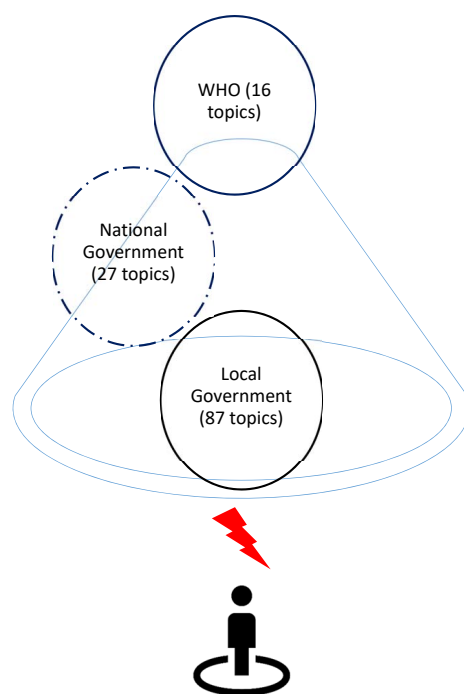 WHO (16
topics)
National
Government
(27 topics)
Local
Government
(87 topics)